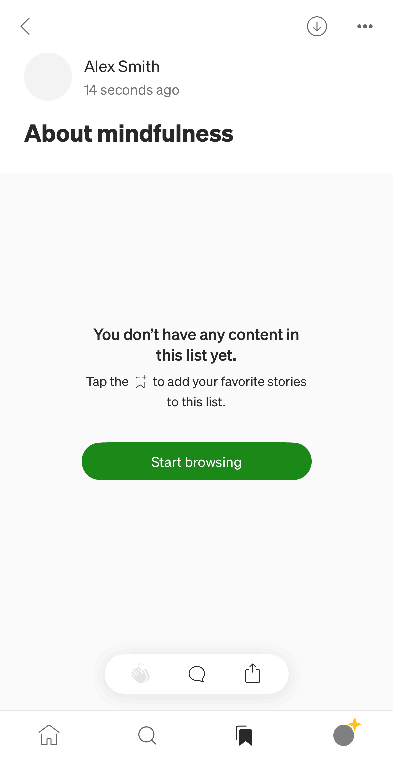 Alex Smith
14 seconds ago
About mindfulness
You don't have any content in
this list yet.
Tap the to add your favorite stories
to this list.
Start browsing